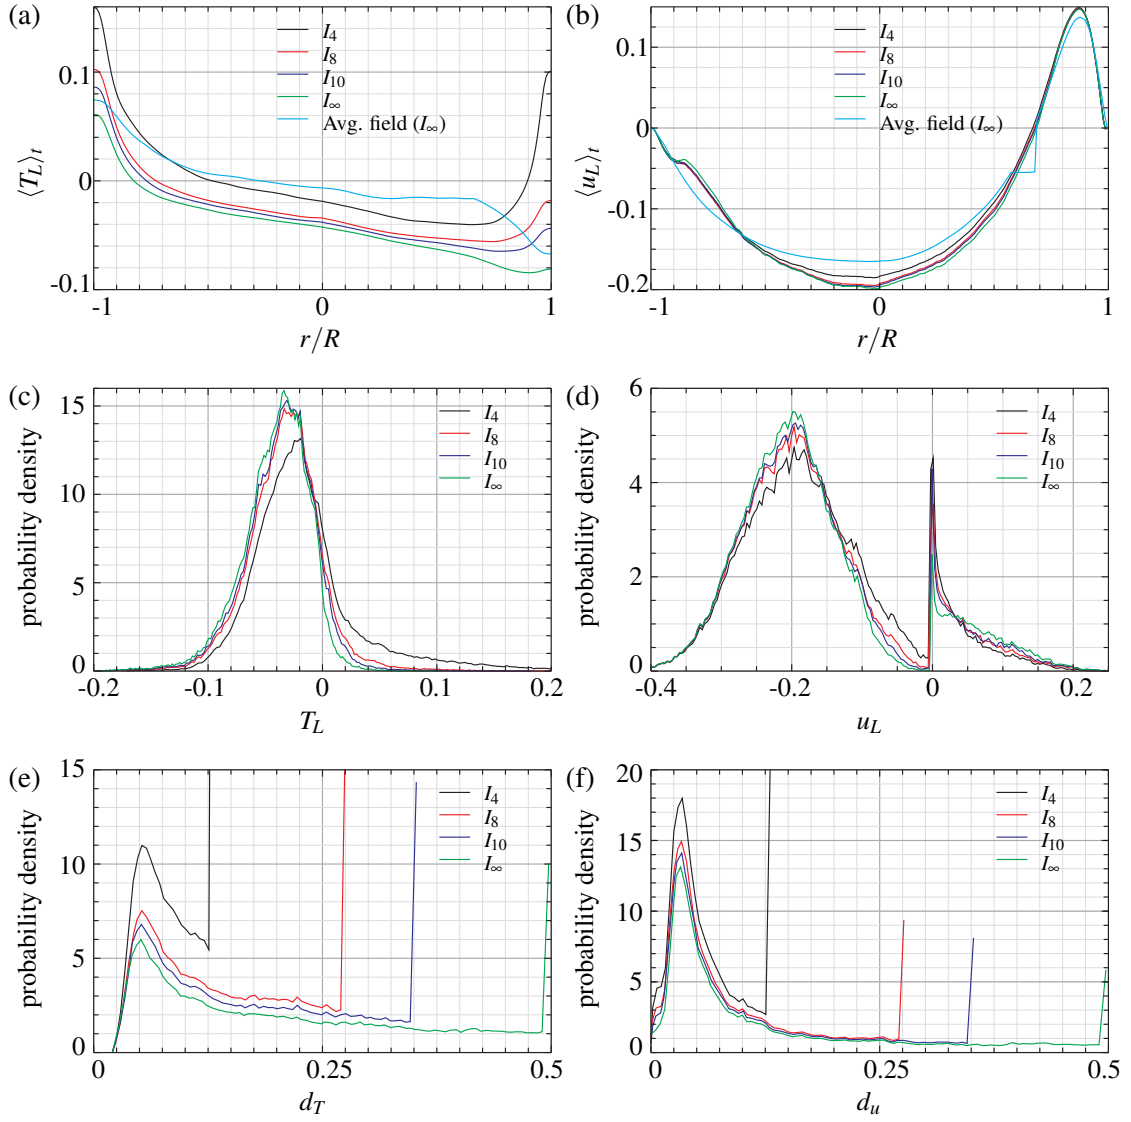 (a)
⟨T_L⟩_t
0.1
0
-0.1
-1
0
1
r/R
I_4
I_8
I_10
I_∞
Avg. field (I_∞)
(b)
⟨u_L⟩_t
0.1
0
-0.1
-0.2
-1
0
1
r/R
I_4
I_8
I_10
I_∞
Avg. field (I_∞)
(c)
probability density
15
10
5
0
-0.2
-0.1
0
0.1
0.2
T_L
I_4
I_8
I_10
I_∞
(d)
probability density
6
4
2
0
-0.4
-0.2
0
0.2
u_L
I_4
I_8
I_10
I_∞
(e)
probability density
15
10
5
0
0
0.25
0.5
d_T
I_4
I_8
I_10
I_∞
(f)
probability density
20
15
10
5
0
0
0.25
0.5
d_u
I_4
I_8
I_10
I_∞